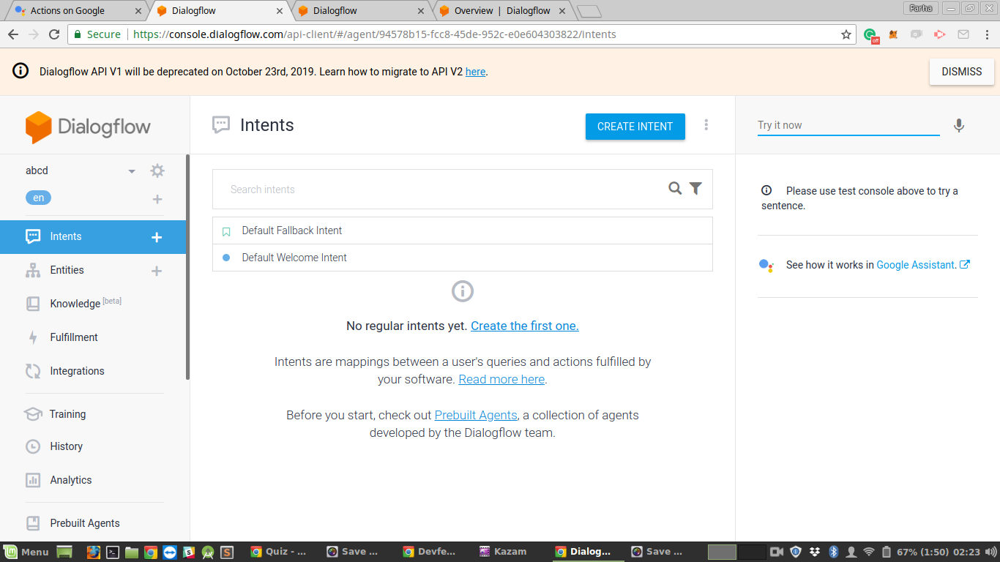 Actions on Google
Dialogflow
Dialogflow
Overview | Dialogflow
Farha
Secure
https://console.dialogflow.com/api-client/#/agent/94578b15-fcc8-45de-952c-e0e604303822/intents
off
Dialogflow API V1 will be deprecated on October 23rd, 2019. Learn how to migrate to API V2 here.
DISMISS
Dialogflow
Intents
CREATE INTENT
Try it now
abcd
en
Search intents
Please use test console above to try a
sentence.
Intents
Default Fallback Intent
Default Welcome Intent
Entities
See how it works in Google Assistant.
Knowledge [beta]
No regular intents yet. Create the first one.
Fulfillment
Intents are mappings between a user's queries and actions fulfilled by
your software. Read more here.
Integrations
Before you start, check out Prebuilt Agents, a collection of agents
developed by the Dialogflow team.
Training
History
Analytics
Prebuilt Agents
Menu
Quiz - ...
Save ...
Devfe...
Kazam
Dialog...
Save ...
67% (1:50)
02:23